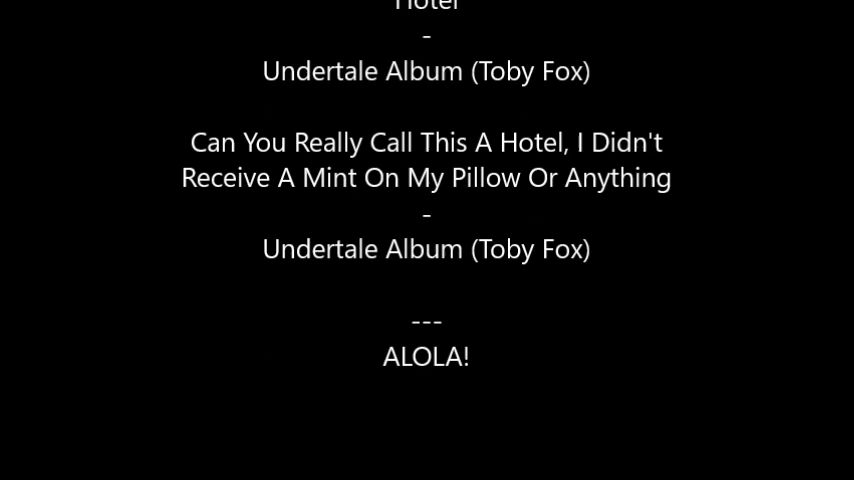 Hotel
-
Undertale Album (Toby Fox)
Can You Really Call This A Hotel, I Didn't
Receive A Mint On My Pillow Or Anything
-
Undertale Album (Toby Fox)
---
ALOLA!